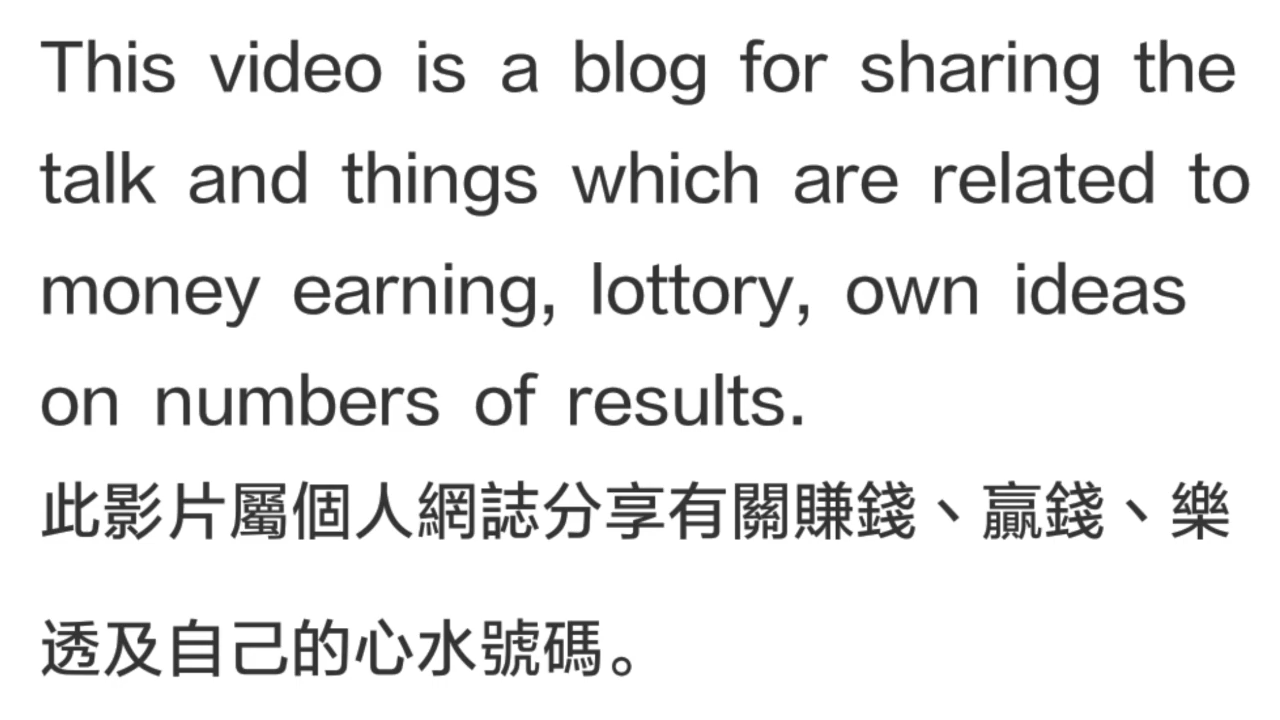 This video is a blog for sharing the
talk and things which are related to
money earning, lottory, own ideas
on numbers of results.
此影片屬個人網誌分享有關賺錢、贏錢、樂
透及自己的心水號碼。